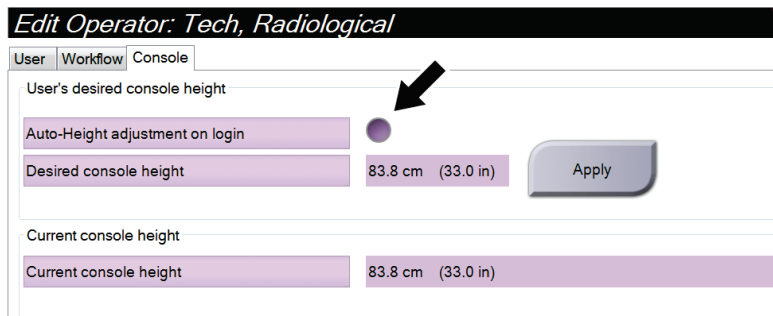 Edit Operator: Tech, Radiological
User Workflow Console
User's desired console height
Auto-Height adjustment on login
Desired console height 83.8 cm (33.0 in) Apply
Current console height
Current console height 83.8 cm (33.0 in)